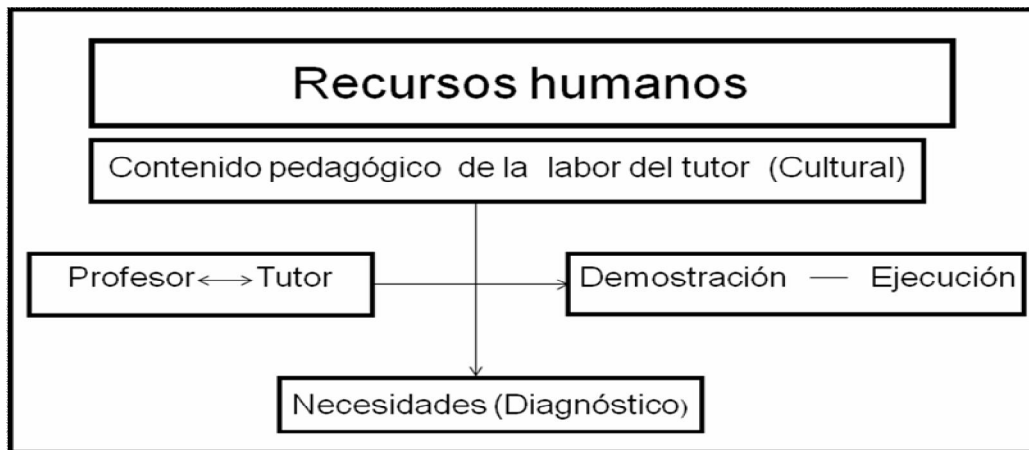 Recursos humanos
Contenido pedagógico de la labor del tutor (Cultural)
Profesor ⟷ Tutor
Demostración — Ejecución
Necesidades (Diagnóstico)